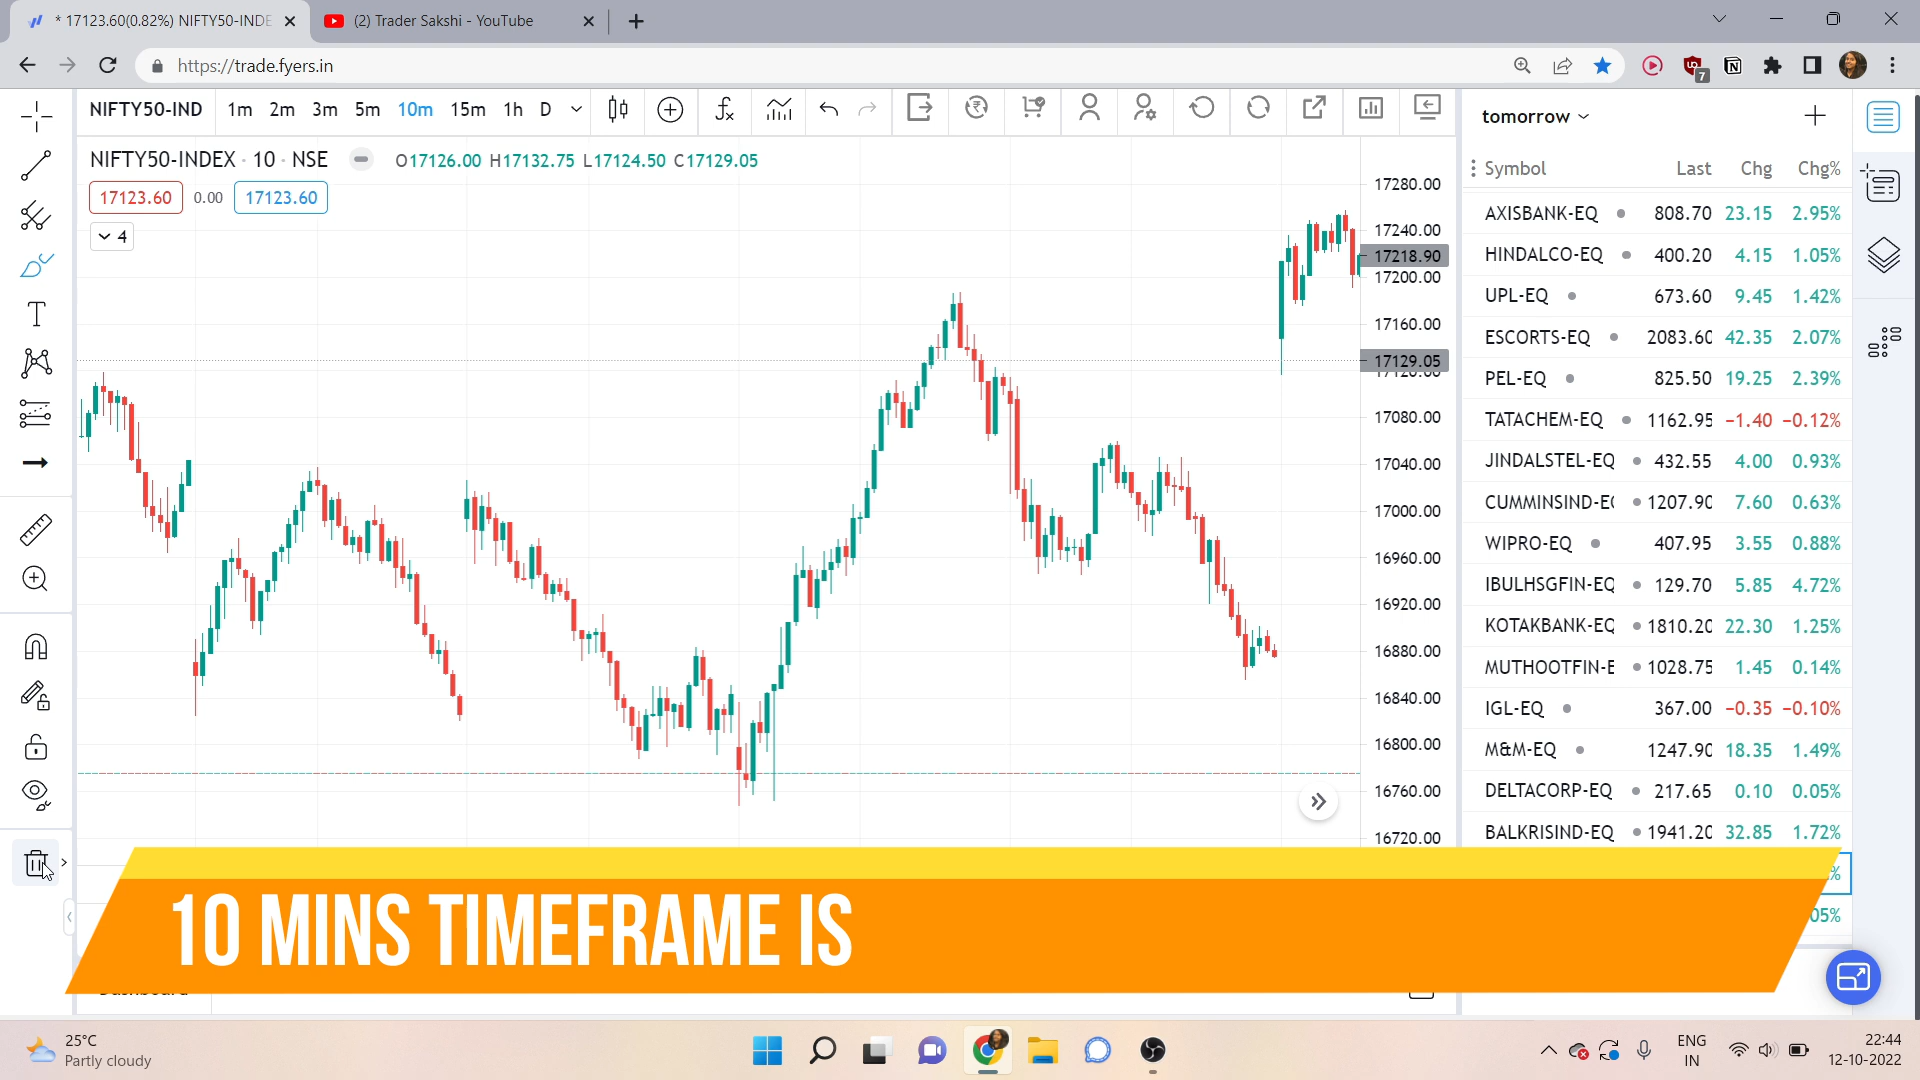 * 17123.60(0.82%) NIFTY50-INDE
(2) Trader Sakshi - YouTube
https://trade.fyers.in
7
NIFTY50-IND 1m 2m 3m 5m 10m 15m 1h D
tomorrow
NIFTY50-INDEX · 10 · NSE O17126.00 H17132.75 L17124.50 C17129.05
17123.60 0.00 17123.60
4
17280.00
17240.00
17218.90
17200.00
17160.00
17129.05
17120.00
17080.00
17040.00
17000.00
16960.00
16920.00
16880.00
16840.00
16800.00
16760.00
16720.00
Symbol Last Chg Chg%
AXISBANK-EQ 808.70 23.15 2.95%
HINDALCO-EQ 400.20 4.15 1.05%
UPL-EQ 673.60 9.45 1.42%
ESCORTS-EQ 2083.60 42.35 2.07%
PEL-EQ 825.50 19.25 2.39%
TATACHEM-EQ 1162.95 −1.40 −0.12%
JINDALSTEL-EQ 432.55 4.00 0.93%
CUMMINSIND-E 1207.90 7.60 0.63%
WIPRO-EQ 407.95 3.55 0.88%
IBULHSGFIN-EQ 129.70 5.85 4.72%
KOTAKBANK-EQ 1810.20 22.30 1.25%
MUTHOOTFIN-E 1028.75 1.45 0.14%
IGL-EQ 367.00 −0.35 −0.10%
M&M-EQ 1247.90 18.35 1.49%
DELTACORP-EQ 217.65 0.10 0.05%
BALKRISIND-EQ 1941.20 32.85 1.72%
%
05%
10 MINS TIMEFRAME IS
25°C
Partly cloudy
ENG
IN
22:44
12-10-2022